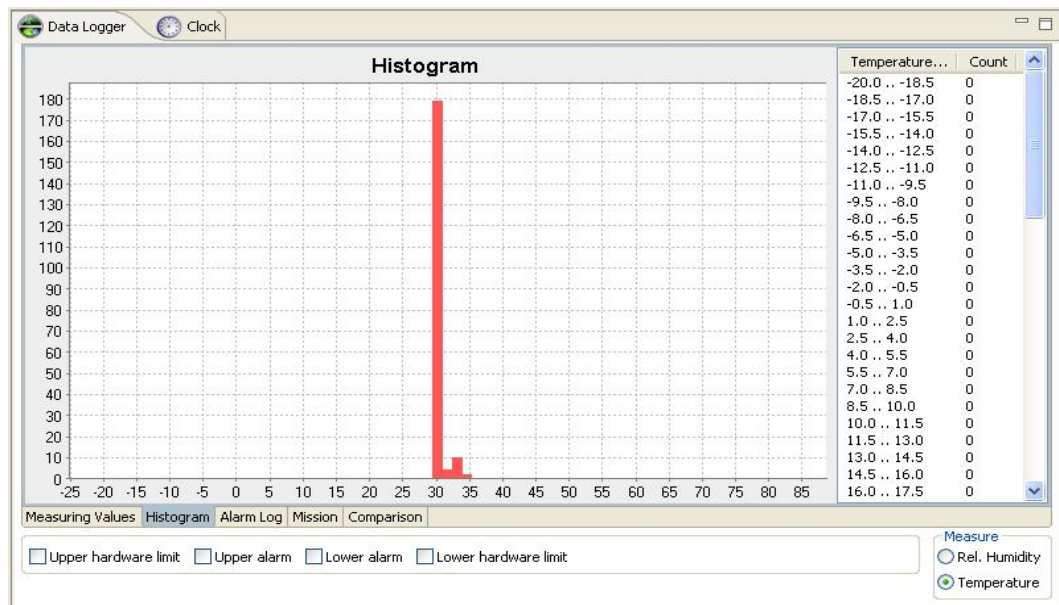 Data Logger
Clock
Histogram
180
170
160
150
140
130
120
110
100
90
80
70
60
50
40
30
20
10
0
-25 -20 -15 -10 -5 0 5 10 15 20 25 30 35 40 45 50 55 60 65 70 75 80 85
Temperature... Count
-20.0 .. -18.5 0
-18.5 .. -17.0 0
-17.0 .. -15.5 0
-15.5 .. -14.0 0
-14.0 .. -12.5 0
-12.5 .. -11.0 0
-11.0 .. -9.5 0
-9.5 .. -8.0 0
-8.0 .. -6.5 0
-6.5 .. -5.0 0
-5.0 .. -3.5 0
-3.5 .. -2.0 0
-2.0 .. -0.5 0
-0.5 .. 1.0 0
1.0 .. 2.5 0
2.5 .. 4.0 0
4.0 .. 5.5 0
5.5 .. 7.0 0
7.0 .. 8.5 0
8.5 .. 10.0 0
10.0 .. 11.5 0
11.5 .. 13.0 0
13.0 .. 14.5 0
14.5 .. 16.0 0
16.0 .. 17.5 0
Measuring Values Histogram Alarm Log Mission Comparison
Upper hardware limit Upper alarm Lower alarm Lower hardware limit
Measure
Rel. Humidity
Temperature